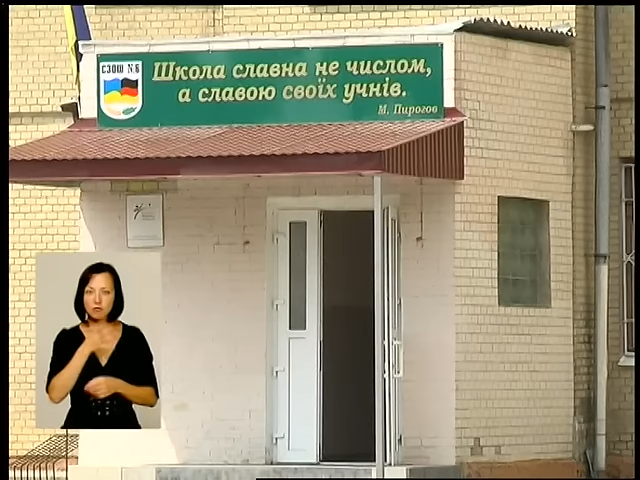 СЗОШ №6
Школа славна не числом,
а славою своїх учнів.
М. Пирогов